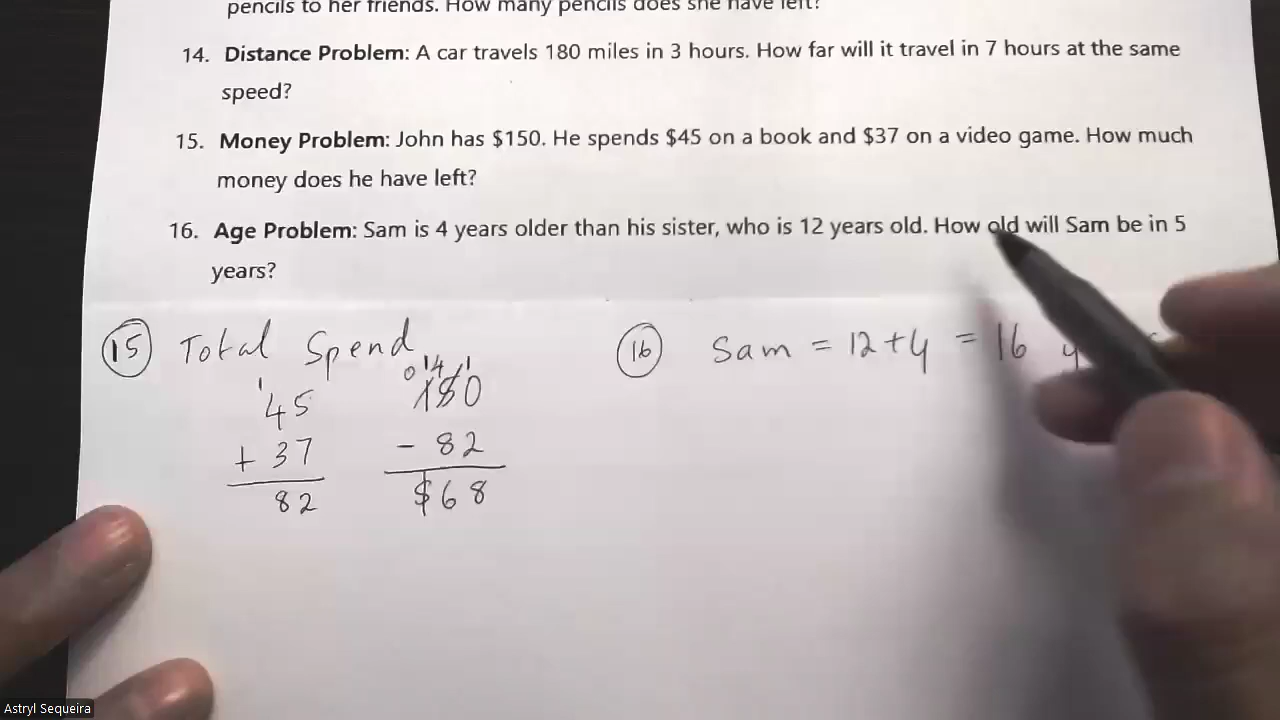 pencils to her friends. How many pencils does she have left?
14. Distance Problem: A car travels 180 miles in 3 hours. How far will it travel in 7 hours at the same
speed?
15. Money Problem: John has $150. He spends $45 on a book and $37 on a video game. How much
money does he have left?
16. Age Problem: Sam is 4 years older than his sister, who is 12 years old. How old will Sam be in 5
years?
15 Total Spend
1
45
+ 37
82
0 14 1
150
- 82
$68
16 Sam = 12+4 = 16
Astryl Sequeira